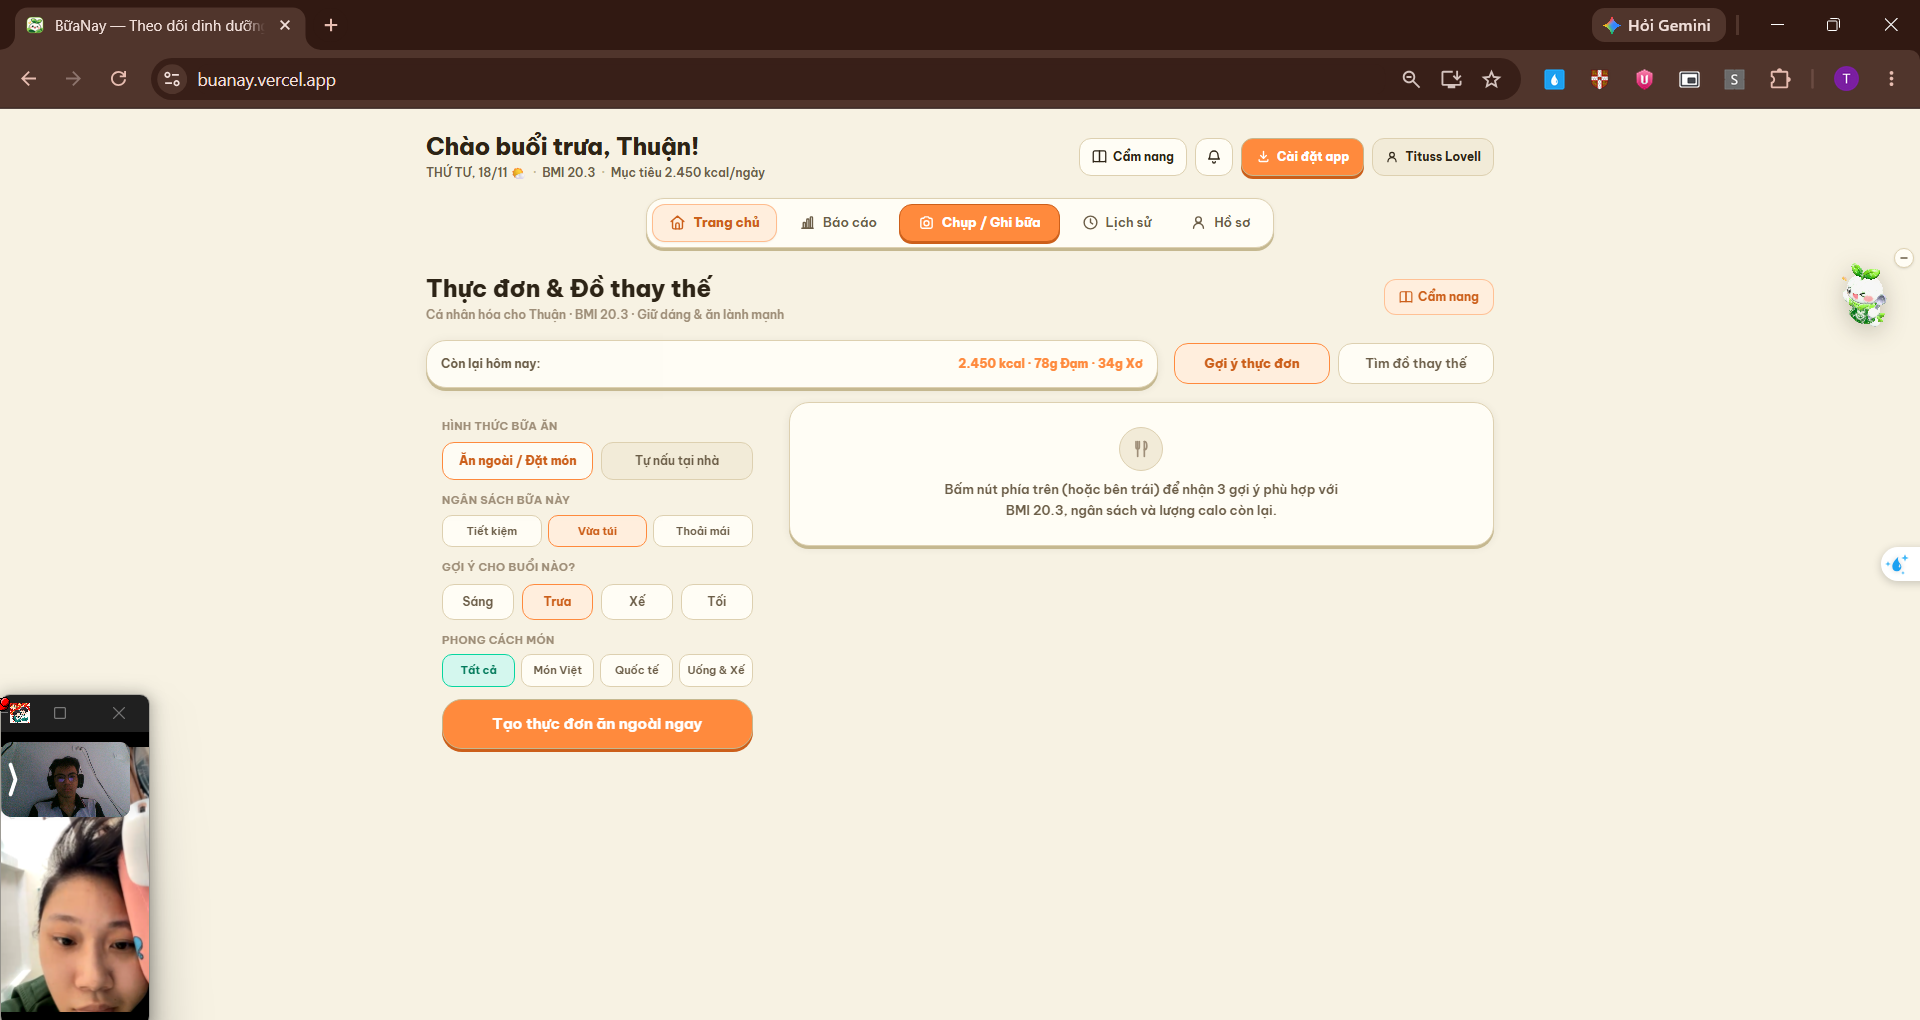 BữaNay — Theo dõi dinh dưỡn
Hỏi Gemini
buanay.vercel.app
S
T
Chào buổi trưa, Thuận!
THỨ TƯ, 18/11 · BMI 20.3 · Mục tiêu 2.450 kcal/ngày
Cẩm nang
Cài đặt app
Tituss Lovell
Trang chủ
Báo cáo
Chụp / Ghi bữa
Lịch sử
Hồ sơ
Thực đơn & Đồ thay thế
Cá nhân hóa cho Thuận · BMI 20.3 · Giữ dáng & ăn lành mạnh
Cẩm nang
Còn lại hôm nay:
2.450 kcal · 78g Đạm · 34g Xơ
Gợi ý thực đơn
Tìm đồ thay thế
HÌNH THỨC BỮA ĂN
Ăn ngoài / Đặt món
Tự nấu tại nhà
NGÂN SÁCH BỮA NÀY
Tiết kiệm
Vừa túi
Thoải mái
GỢI Ý CHO BUỔI NÀO?
Sáng
Trưa
Xế
Tối
PHONG CÁCH MÓN
Tất cả
Món Việt
Quốc tế
Uống & Xế
Tạo thực đơn ăn ngoài ngay
Bấm nút phía trên (hoặc bên trái) để nhận 3 gợi ý phù hợp với
BMI 20.3, ngân sách và lượng calo còn lại.